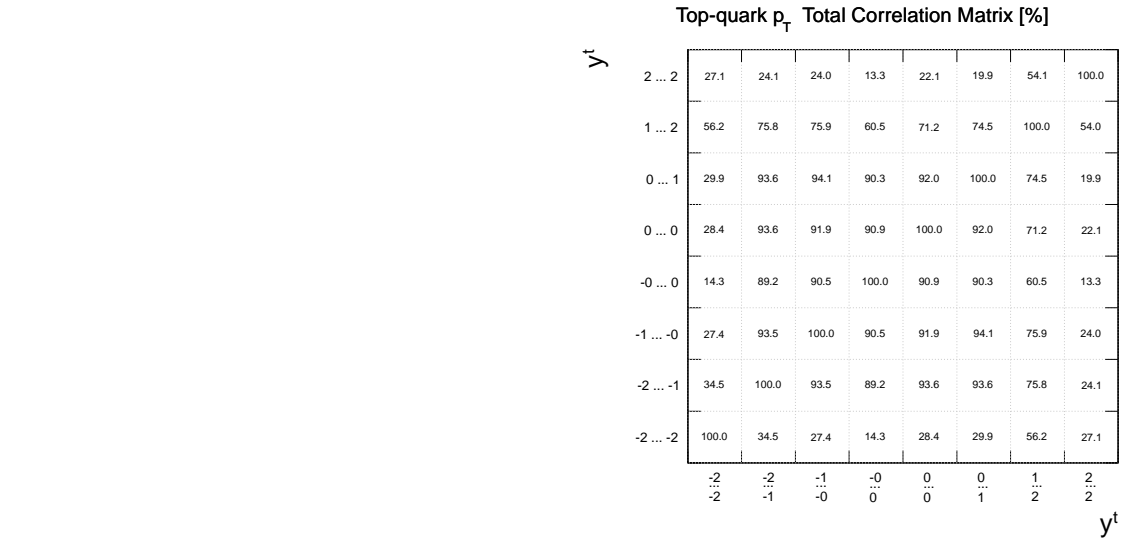 Top-quark pT Total Correlation Matrix [%]
yt
2 ... 2 27.1 24.1 24.0 13.3 22.1 19.9 54.1 100.0
1 ... 2 56.2 75.8 75.9 60.5 71.2 74.5 100.0 54.0
0 ... 1 29.9 93.6 94.1 90.3 92.0 100.0 74.5 19.9
0 ... 0 28.4 93.6 91.9 90.9 100.0 92.0 71.2 22.1
-0 ... 0 14.3 89.2 90.5 100.0 90.9 90.3 60.5 13.3
-1 ... -0 27.4 93.5 100.0 90.5 91.9 94.1 75.9 24.0
-2 ... -1 34.5 100.0 93.5 89.2 93.6 93.6 75.8 24.1
-2 ... -2 100.0 34.5 27.4 14.3 28.4 29.9 56.2 27.1
-2 -2 -1 -0 0 0 1 2
... ... ... ... ... ... ... ...
-2 -1 -0 0 0 1 2 2
yt